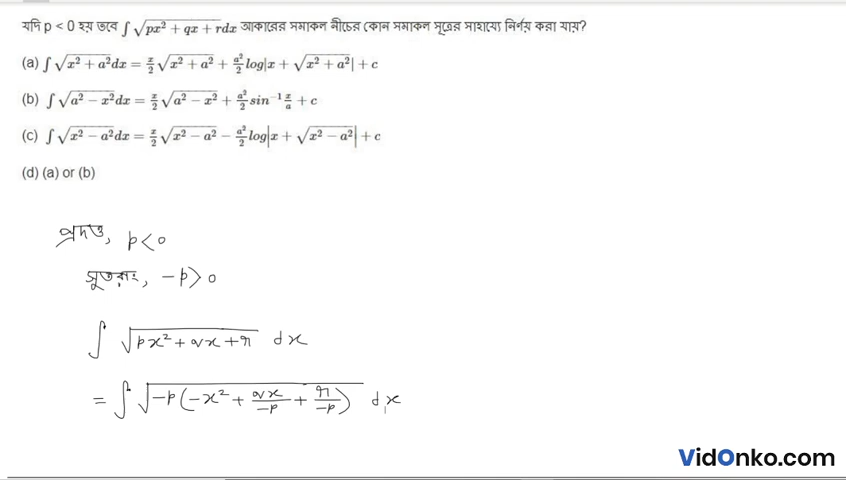 যদি p < 0 হয় তবে ∫ √(px² + qx + r)dx আকারের সমাকল নীচের কোন সমাকল সূত্রের সাহায্যে নির্ণয় করা যায়?
(a) ∫ √(x² + a²)dx = x/2 √(x² + a²) + a²/2 log|x + √(x² + a²)| + c
(b) ∫ √(a² − x²)dx = x/2 √(a² − x²) + a²/2 sin⁻¹ x/a + c
(c) ∫ √(x² − a²)dx = x/2 √(x² − a²) − a²/2 log|x + √(x² − a²)| + c
(d) (a) or (b)
প্রদত্ত, p < 0
সুতরাং, −p > 0
∫ √(px² + qx + r) dx
= ∫ √(−p(−x² + qx/−p + r/−p)) dx
VidOnko.com